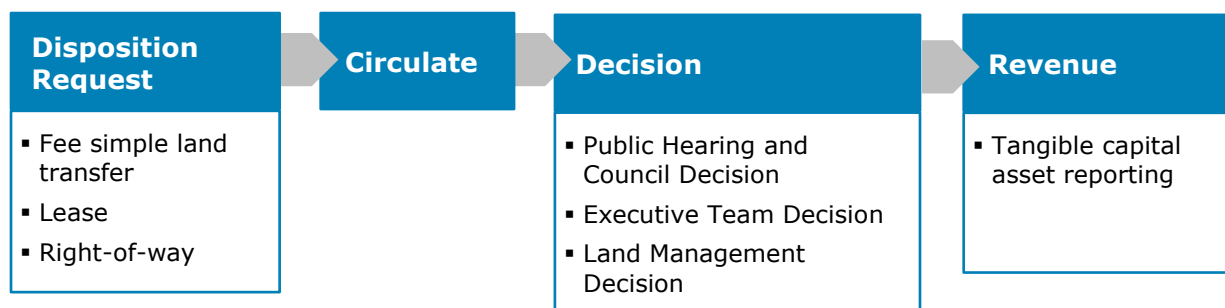 Disposition
Request
▪ Fee simple land
transfer
▪ Lease
▪ Right-of-way
Circulate
Decision
▪ Public Hearing and
Council Decision
▪ Executive Team Decision
▪ Land Management
Decision
Revenue
▪ Tangible capital
asset reporting